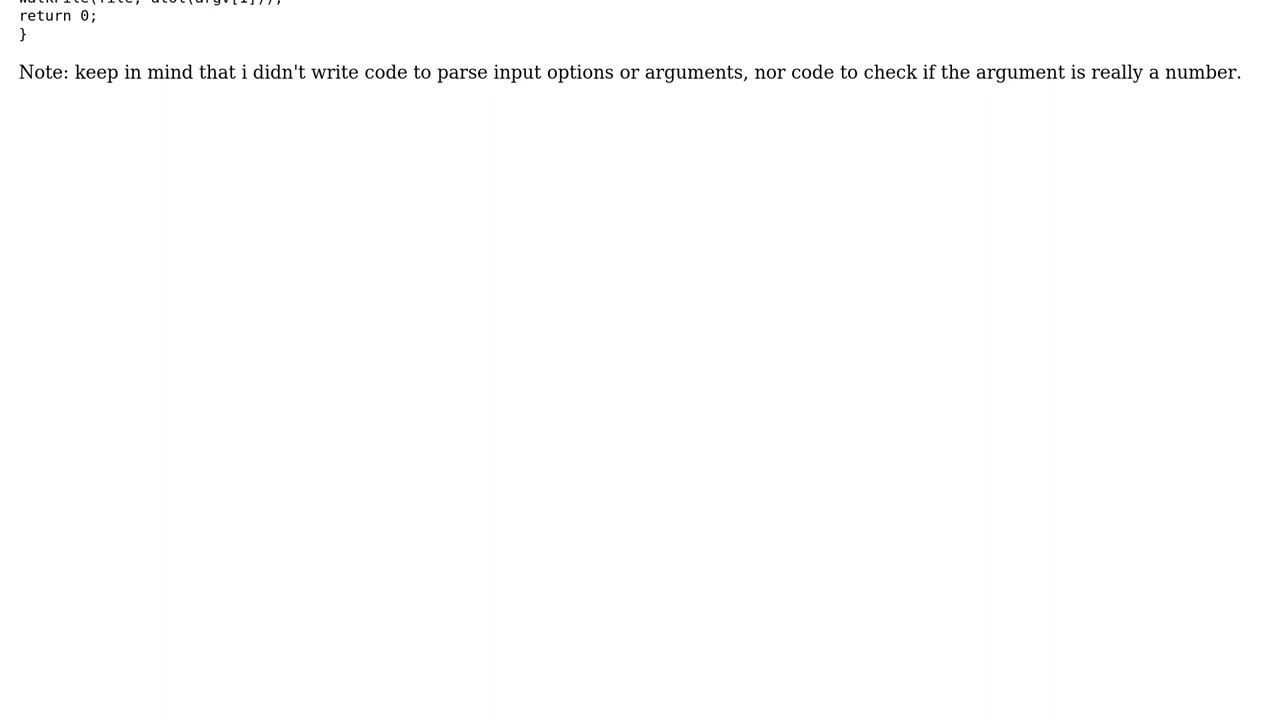 return 0;
}
Note: keep in mind that i didn't write code to parse input options or arguments, nor code to check if the argument is really a number.